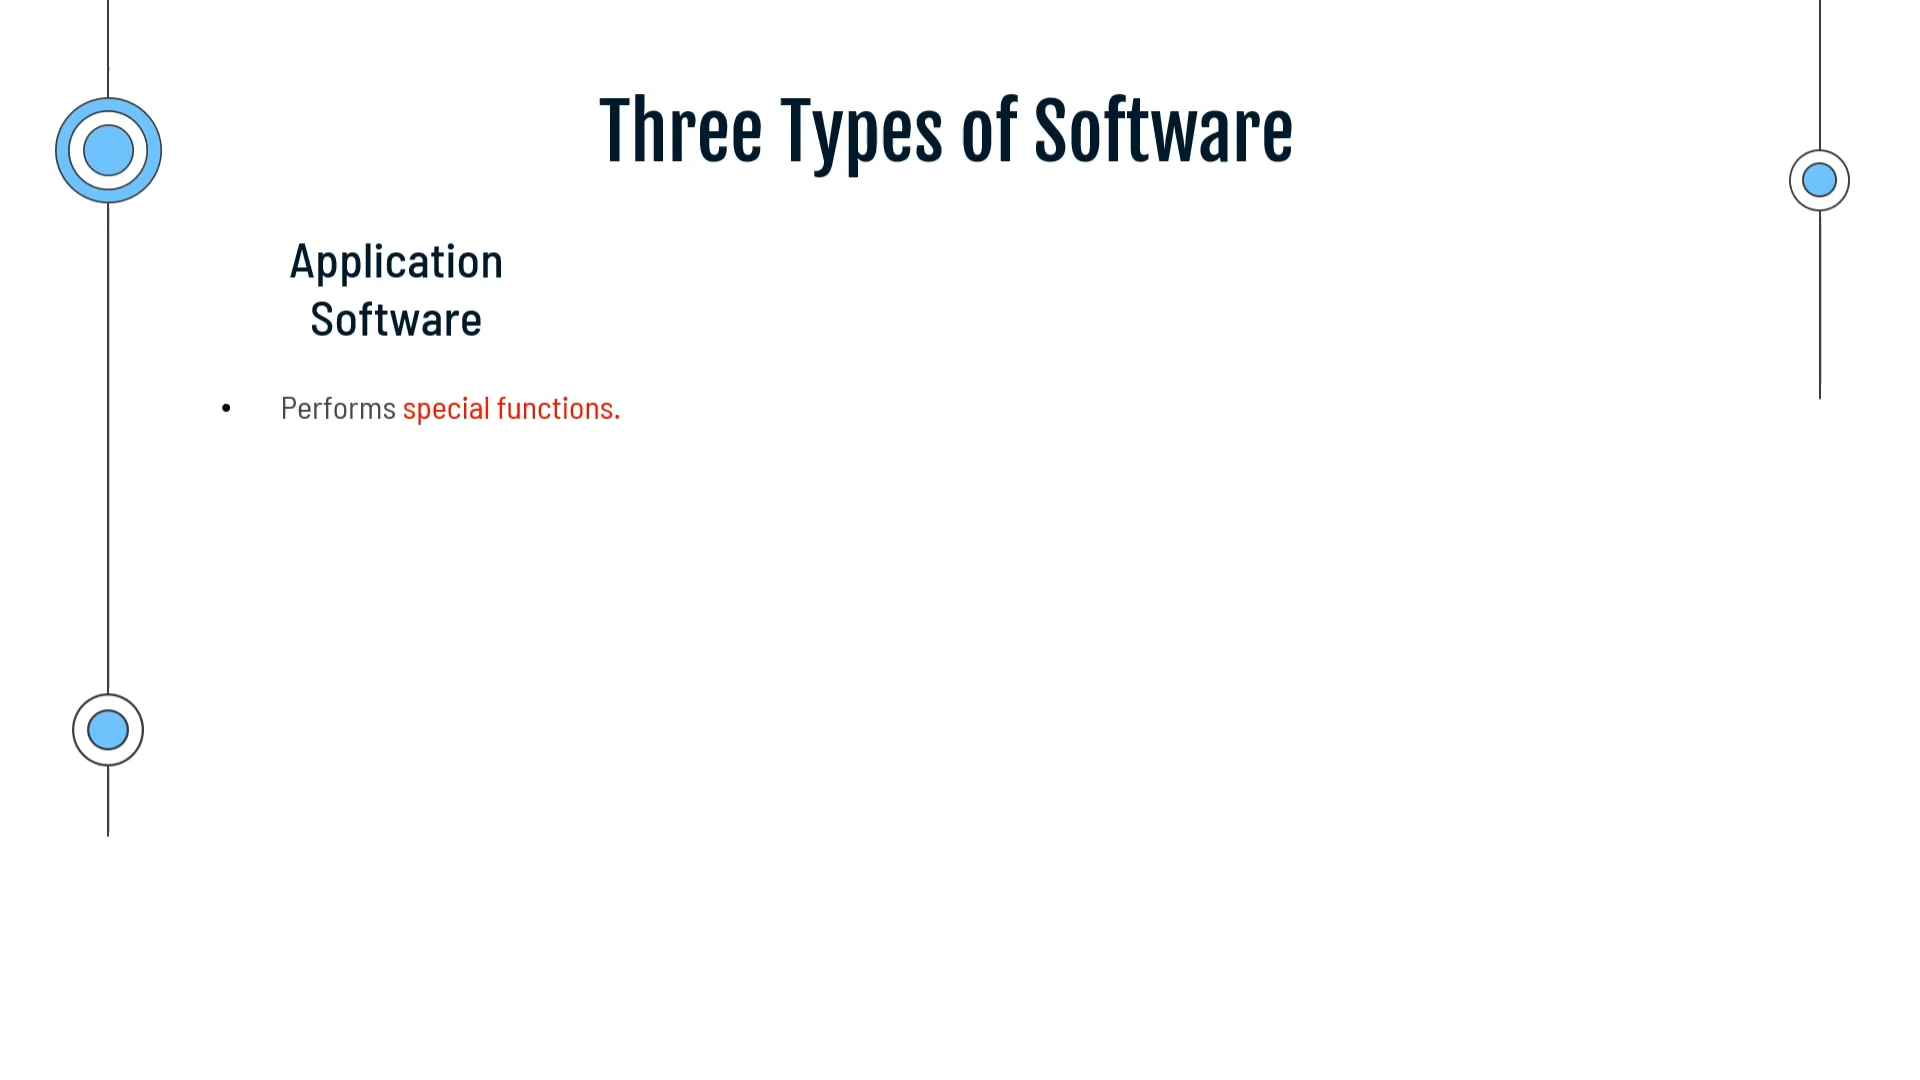 Three Types of Software
Application
Software
• Performs special functions.